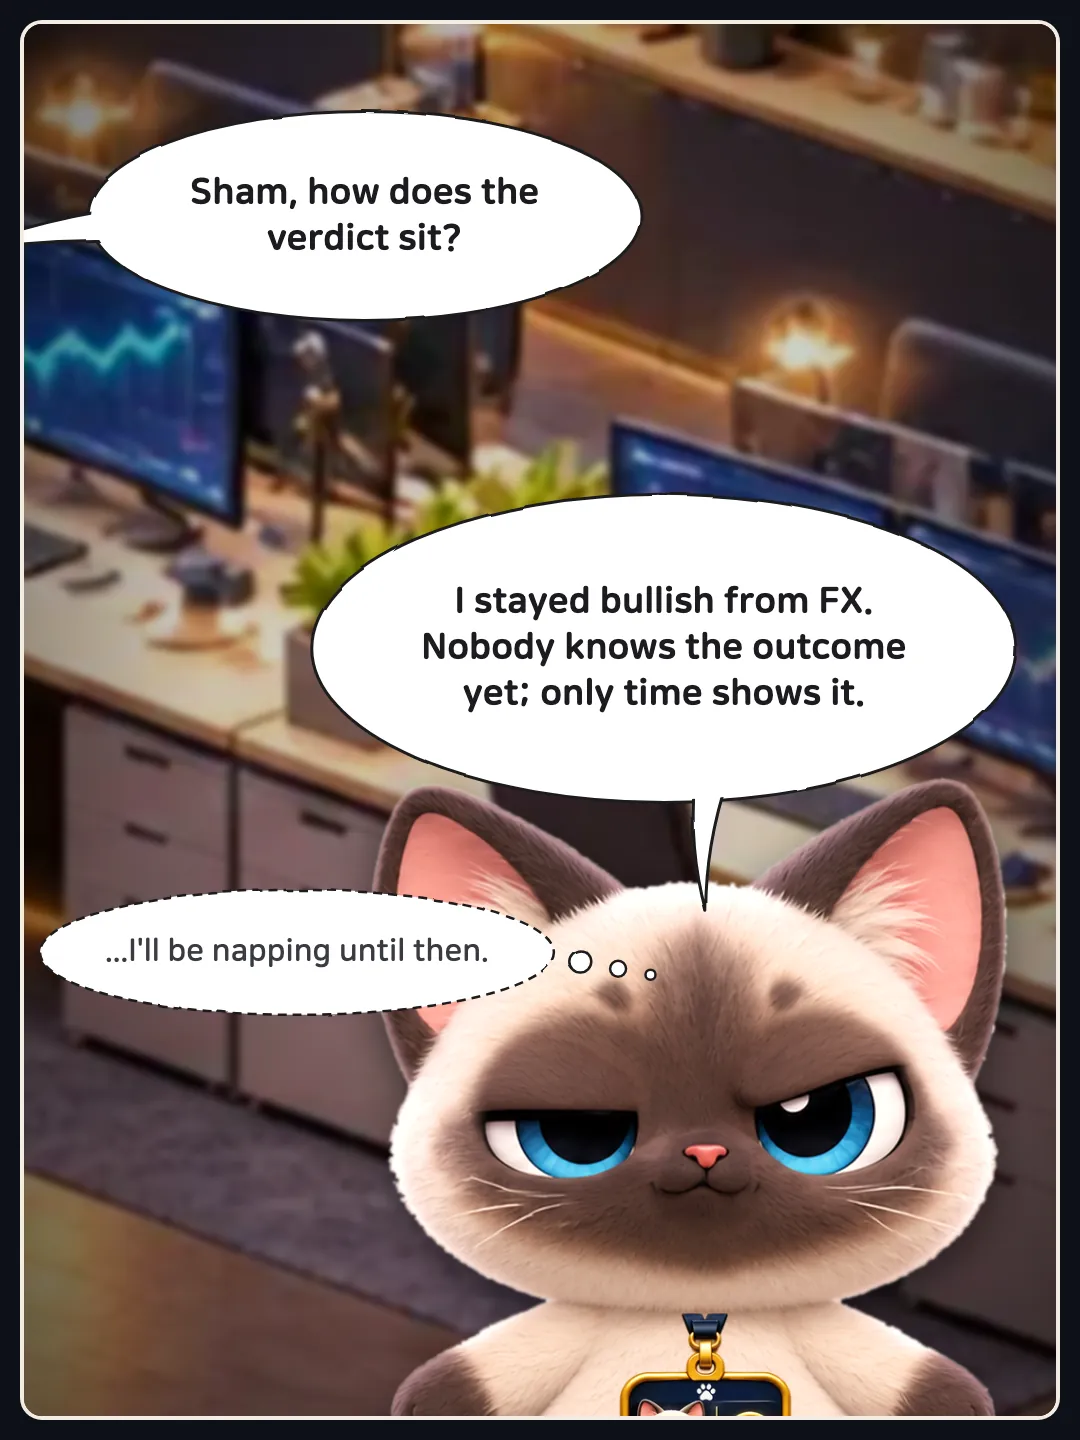 Sham, how does the
verdict sit?
I stayed bullish from FX.
Nobody knows the outcome
yet; only time shows it.
...I'll be napping until then.